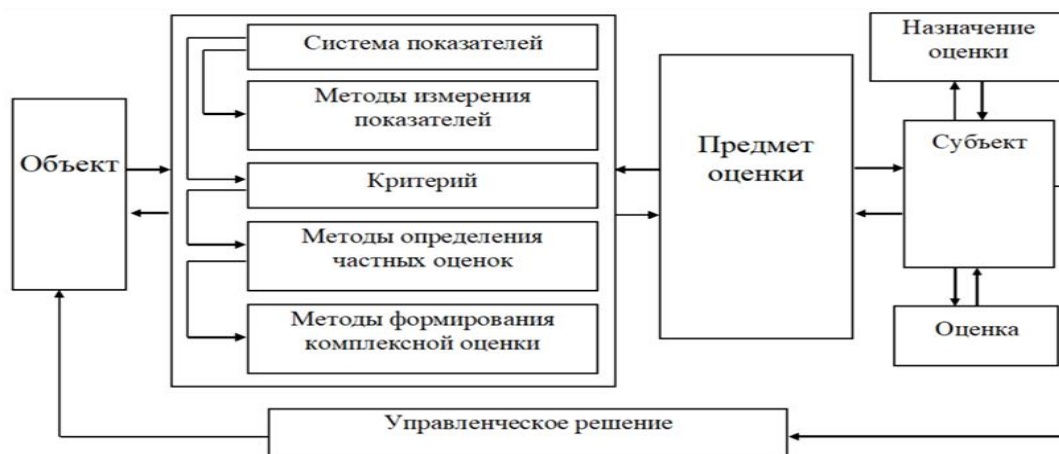 Объект
Система показателей
Методы измерения
показателей
Критерий
Методы определения
частных оценок
Методы формирования
комплексной оценки
Предмет
оценки
Назначение
оценки
Субъект
Оценка
Управленческое решение